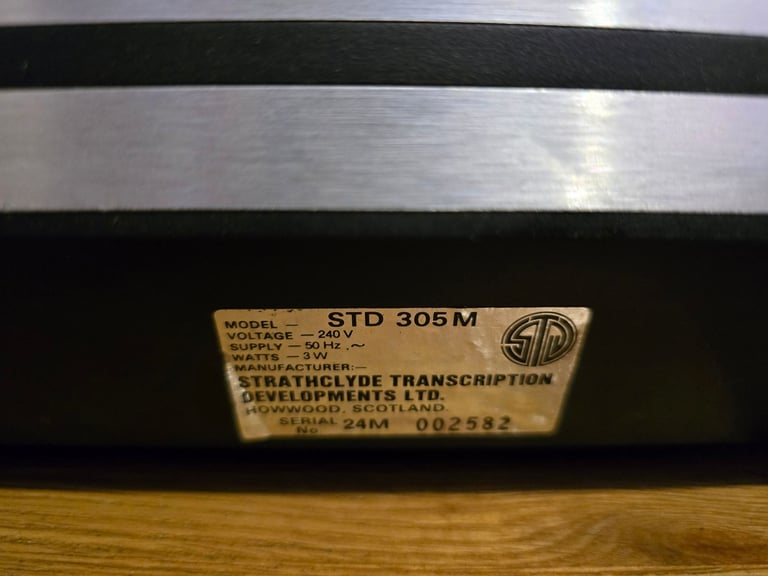 MODEL — STD 305M
VOLTAGE — 240 V
SUPPLY — 50 Hz . ~
WATTS — 3 W
MANUFACTURER:—
STRATHCLYDE TRANSCRIPTION
DEVELOPMENTS LTD.
HOWWOOD, SCOTLAND.
SERIAL No 24M 002582
STD